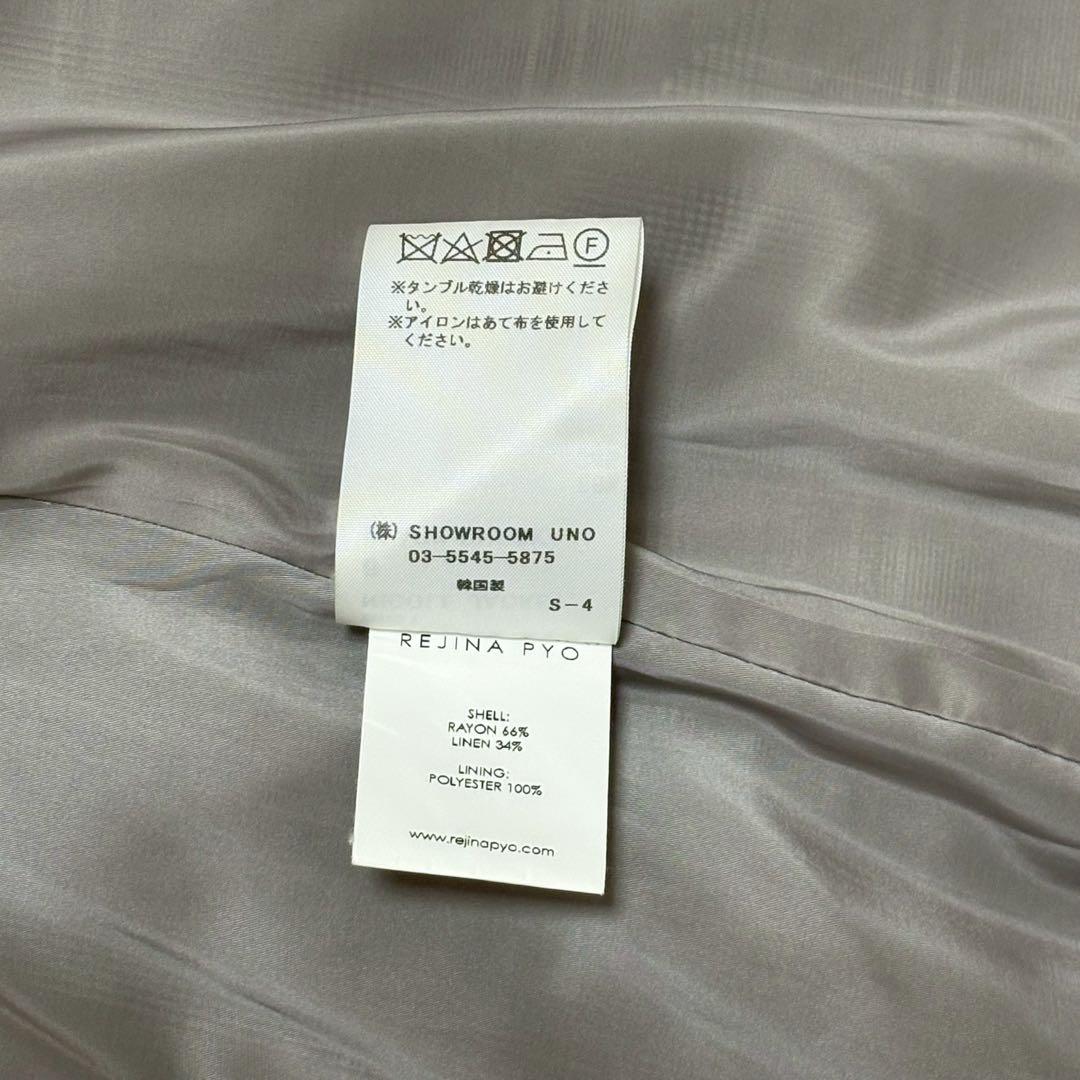 F
※タンブル乾燥はお避けくださ
い。
※アイロンはあて布を使用して
ください。
(株) SHOWROOM UNO
03-5545-5875
韓国製
S-4
REJINA PYO
SHELL:
RAYON 66%
LINEN 34%
LINING:
POLYESTER 100%
www.rejinapyo.com